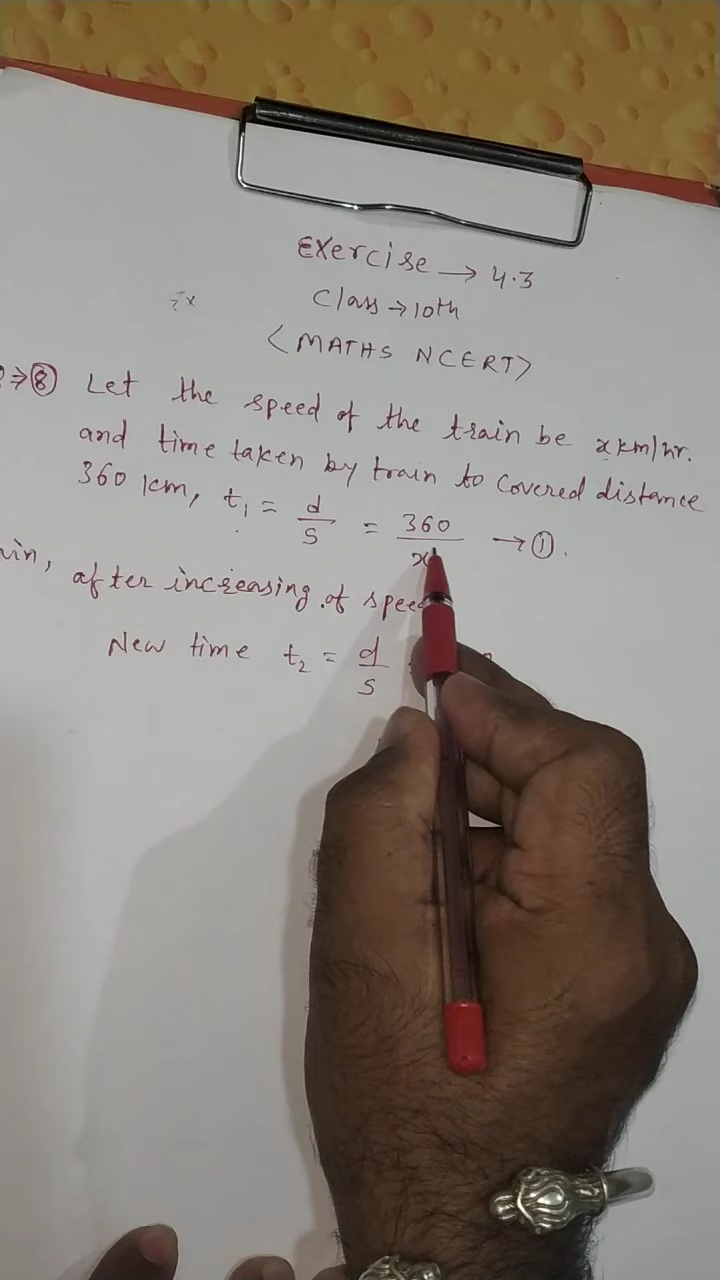 Exercise → 4.3
Class → 10th
<MATHS NCERT>
⇒ ⑧ Let the speed of the train be x km/hr.
and time taken by train to covered distance
360 km, t₁ = d/s = 360/x → ①.
after increasing of speed
New time t₂ = d/s